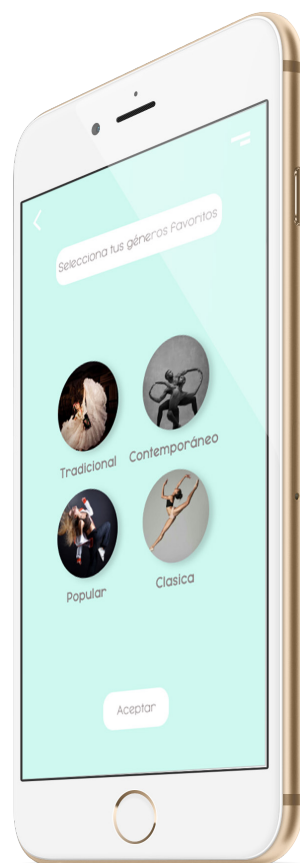 Selecciona tus géneros Favoritos
Tradicional
Contemporáneo
Popular
Clasica
Aceptar